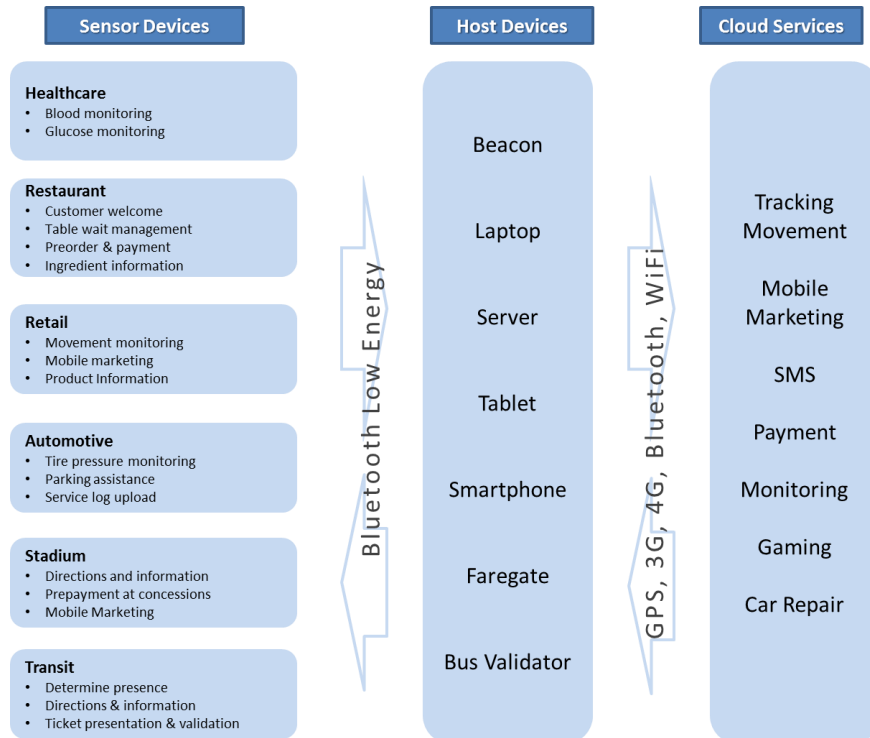 Sensor Devices
Host Devices
Cloud Services
Healthcare
• Blood monitoring
• Glucose monitoring
Restaurant
• Customer welcome
• Table wait management
• Preorder & payment
• Ingredient information
Retail
• Movement monitoring
• Mobile marketing
• Product Information
Automotive
• Tire pressure monitoring
• Parking assistance
• Service log upload
Stadium
• Directions and information
• Prepayment at concessions
• Mobile Marketing
Transit
• Determine presence
• Directions & information
• Ticket presentation & validation
Bluetooth Low Energy
Beacon
Laptop
Server
Tablet
Smartphone
Faregate
Bus Validator
GPS, 3G, 4G, Bluetooth, WiFi
Tracking
Movement
Mobile
Marketing
SMS
Payment
Monitoring
Gaming
Car Repair